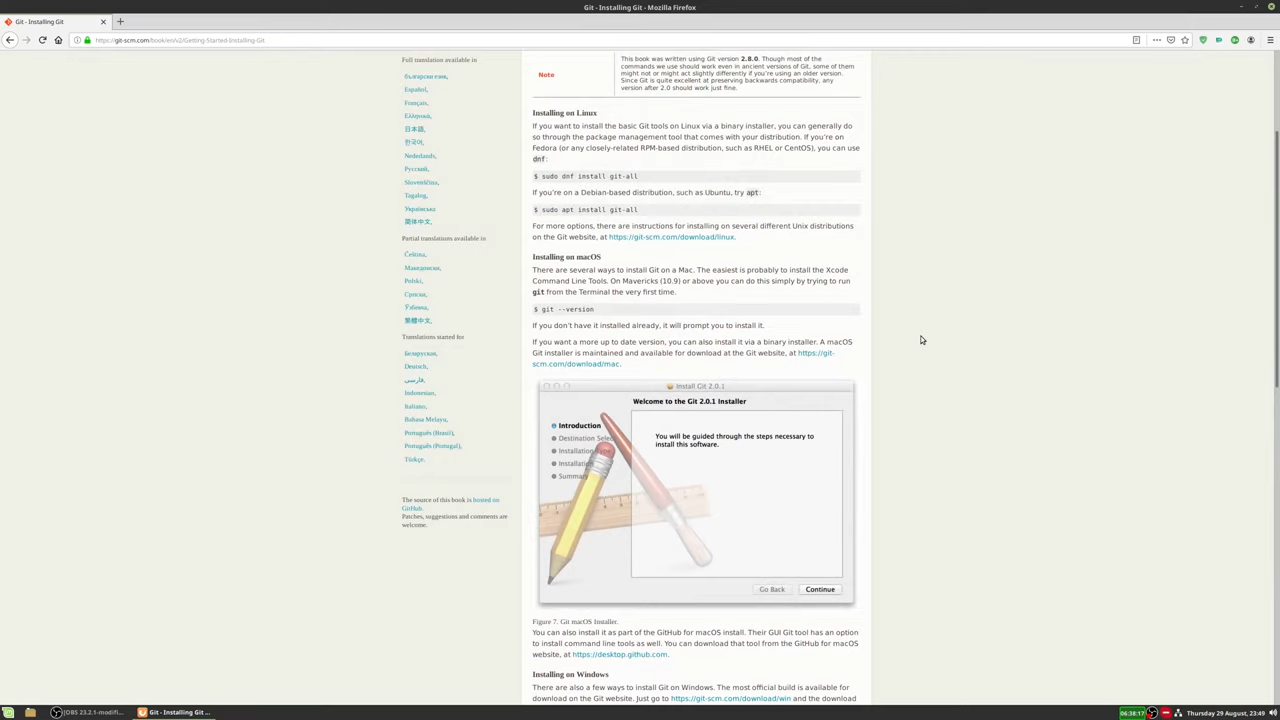 Git - Installing Git - Mozilla Firefox
Git - Installing Git
https://git-scm.com/book/en/v2/Getting-Started-Installing-Git
Full translation available in
български език,
Español,
Français,
Ελληνικά,
日本語,
한국어,
Nederlands,
Русский,
Slovenščina,
Tagalog,
Українська
简体中文,
Partial translations available in
Čeština,
Македонски,
Polski,
Српски,
Ўзбекча,
繁體中文,
Translations started for
Беларуская,
Deutsch,
فارسی,
Indonesian,
Italiano,
Bahasa Melayu,
Português (Brasil),
Português (Portugal),
Türkçe.
The source of this book is hosted on
GitHub.
Patches, suggestions and comments are
welcome.
Note
This book was written using Git version 2.8.0. Though most of the
commands we use should work even in ancient versions of Git, some of them
might not or might act slightly differently if you're using an older version.
Since Git is quite excellent at preserving backwards compatibility, any
version after 2.0 should work just fine.
Installing on Linux
If you want to install the basic Git tools on Linux via a binary installer, you can generally do
so through the package management tool that comes with your distribution. If you're on
Fedora (or any closely-related RPM-based distribution, such as RHEL or CentOS), you can use
dnf:
$ sudo dnf install git-all
If you're on a Debian-based distribution, such as Ubuntu, try apt:
$ sudo apt install git-all
For more options, there are instructions for installing on several different Unix distributions
on the Git website, at https://git-scm.com/download/linux.
Installing on macOS
There are several ways to install Git on a Mac. The easiest is probably to install the Xcode
Command Line Tools. On Mavericks (10.9) or above you can do this simply by trying to run
git from the Terminal the very first time.
$ git --version
If you don't have it installed already, it will prompt you to install it.
If you want a more up to date version, you can also install it via a binary installer. A macOS
Git installer is maintained and available for download at the Git website, at https://git-
scm.com/download/mac.
Install Git 2.0.1
Welcome to the Git 2.0.1 Installer
Introduction
Destination Selec
Installation Type
Installation
Summary
You will be guided through the steps necessary to
install this software.
Go Back
Continue
Figure 7. Git macOS Installer.
You can also install it as part of the GitHub for macOS install. Their GUI Git tool has an option
to install command line tools as well. You can download that tool from the GitHub for macOS
website, at https://desktop.github.com.
Installing on Windows
There are also a few ways to install Git on Windows. The most official build is available for
download on the Git website. Just go to https://git-scm.com/download/win and the download
[OBS 23.2.1-modifi...
Git - Installing Git ...
06:38:17
Thursday 29 August, 23:49